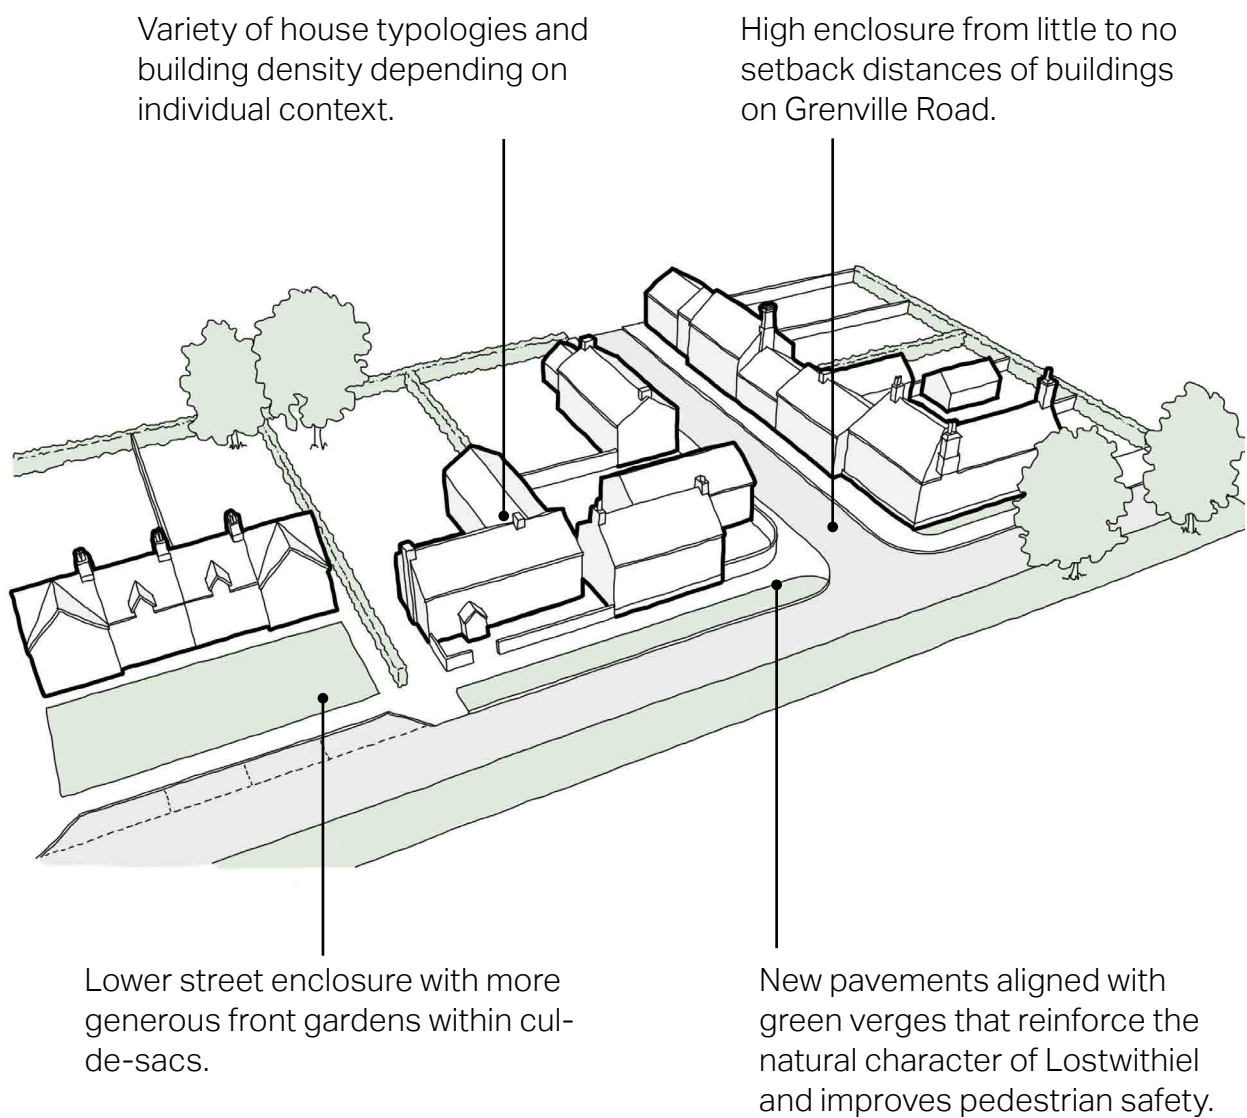 Variety of house typologies and
building density depending on
individual context.
High enclosure from little to no
setback distances of buildings
on Grenville Road.
Lower street enclosure with more
generous front gardens within cul-
de-sacs.
New pavements aligned with
green verges that reinforce the
natural character of Lostwithiel
and improves pedestrian safety.